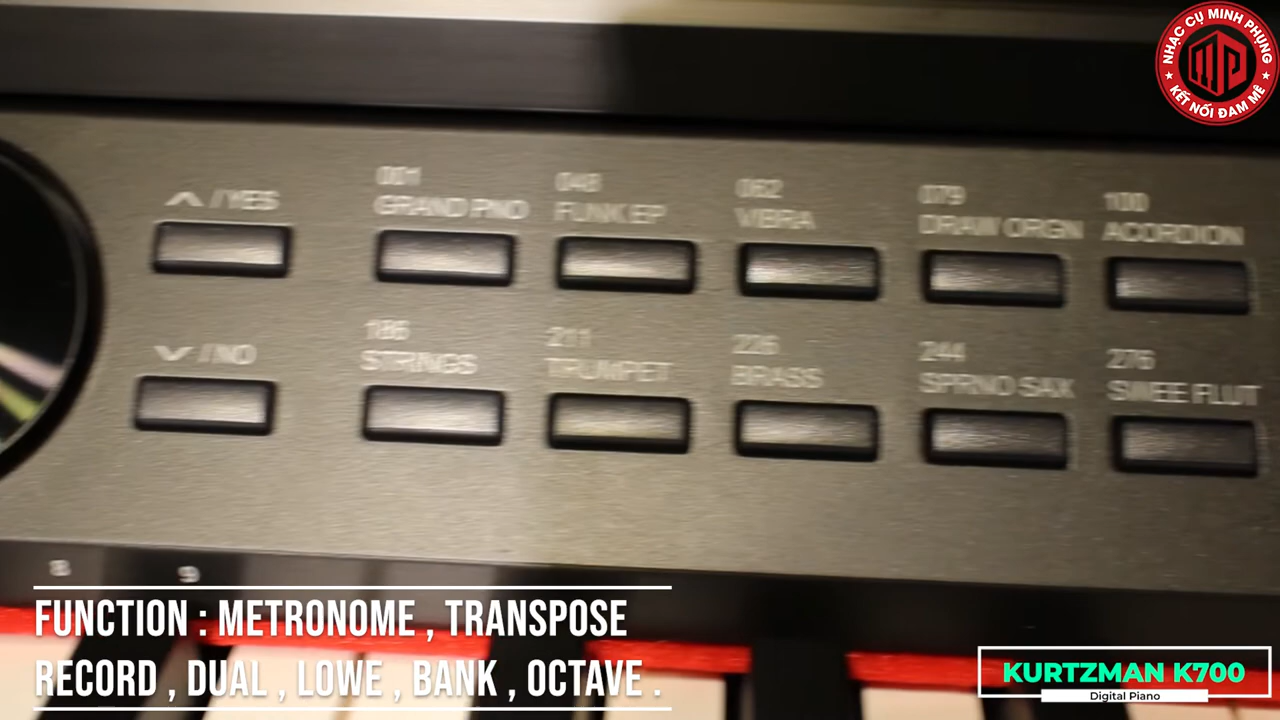 NHẠC CỤ MINH PHỤNG
KẾT NỐI ĐAM MÊ
001
048
062
079
100
/YES
GRAND PNO
FUNK EP
VIBRA
DRAW ORGN
ACORDION
186
211
226
244
276
/NO
STRINGS
TRUMPET
BRASS
SPRNO SAX
SWEE FLUT
8
9
FUNCTION : METRONOME , TRANSPOSE
RECORD , DUAL , LOWE , BANK , OCTAVE .
KURTZMAN K700
Digital Piano